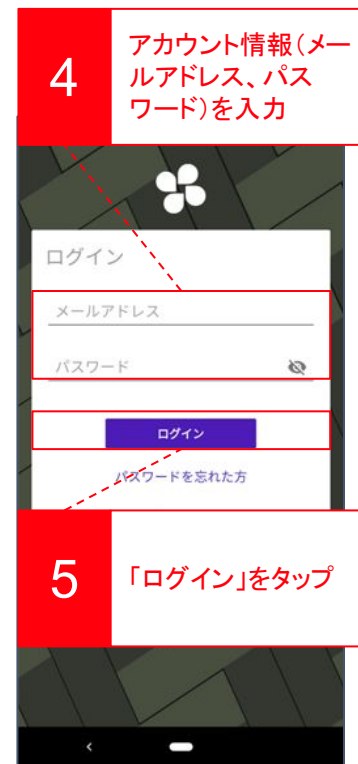 4
アカウント情報（メー
ルアドレス、パス
ワード）を入力
ログイン
メールアドレス
パスワード
ログイン
パスワードを忘れた方
5
「ログイン」をタップ